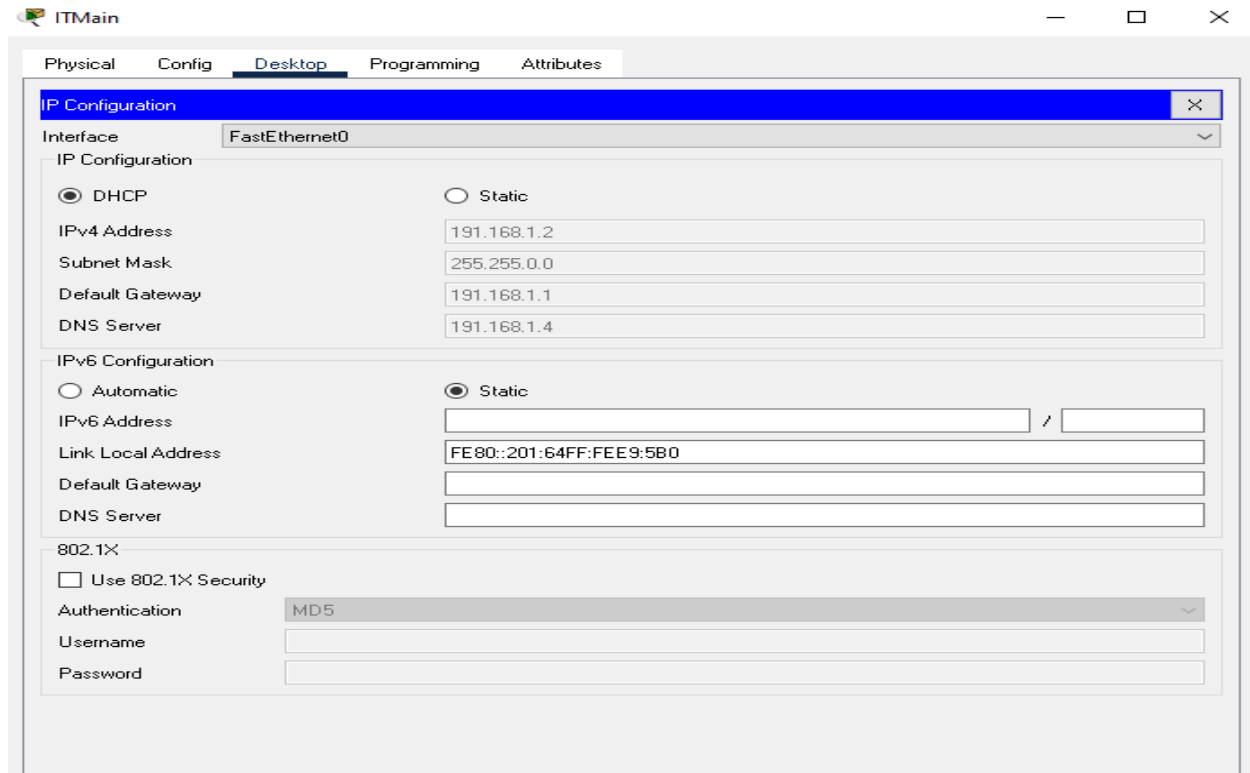 ITMain
Physical Config Desktop Programming Attributes
IP Configuration X
Interface FastEthernet0
IP Configuration
DHCP Static
IPv4 Address 191.168.1.2
Subnet Mask 255.255.0.0
Default Gateway 191.168.1.1
DNS Server 191.168.1.4
IPv6 Configuration
Automatic Static
IPv6 Address /
Link Local Address FE80::201:64FF:FEE9:5B0
Default Gateway
DNS Server
802.1X
Use 802.1X Security
Authentication MD5
Username
Password